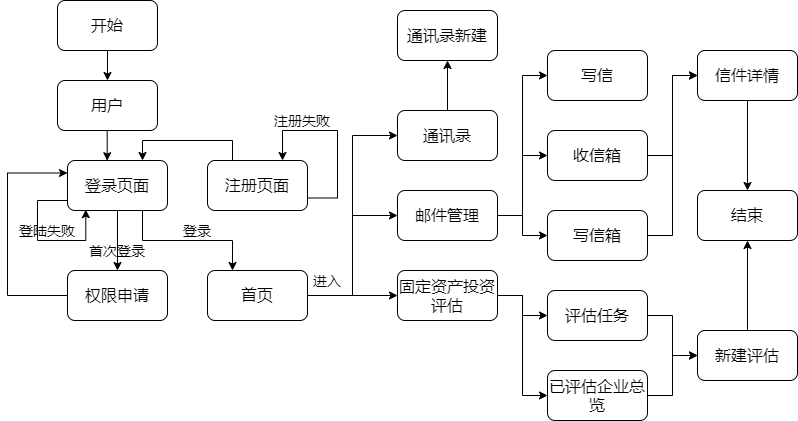 开始
通讯录新建
用户
写信
信件详情
注册失败
通讯录
收信箱
登录页面
注册页面
邮件管理
写信箱
结束
登陆失败
登录
首次登录
进入
权限申请
首页
固定资产投资
评估
评估任务
新建评估
已评估企业总
览